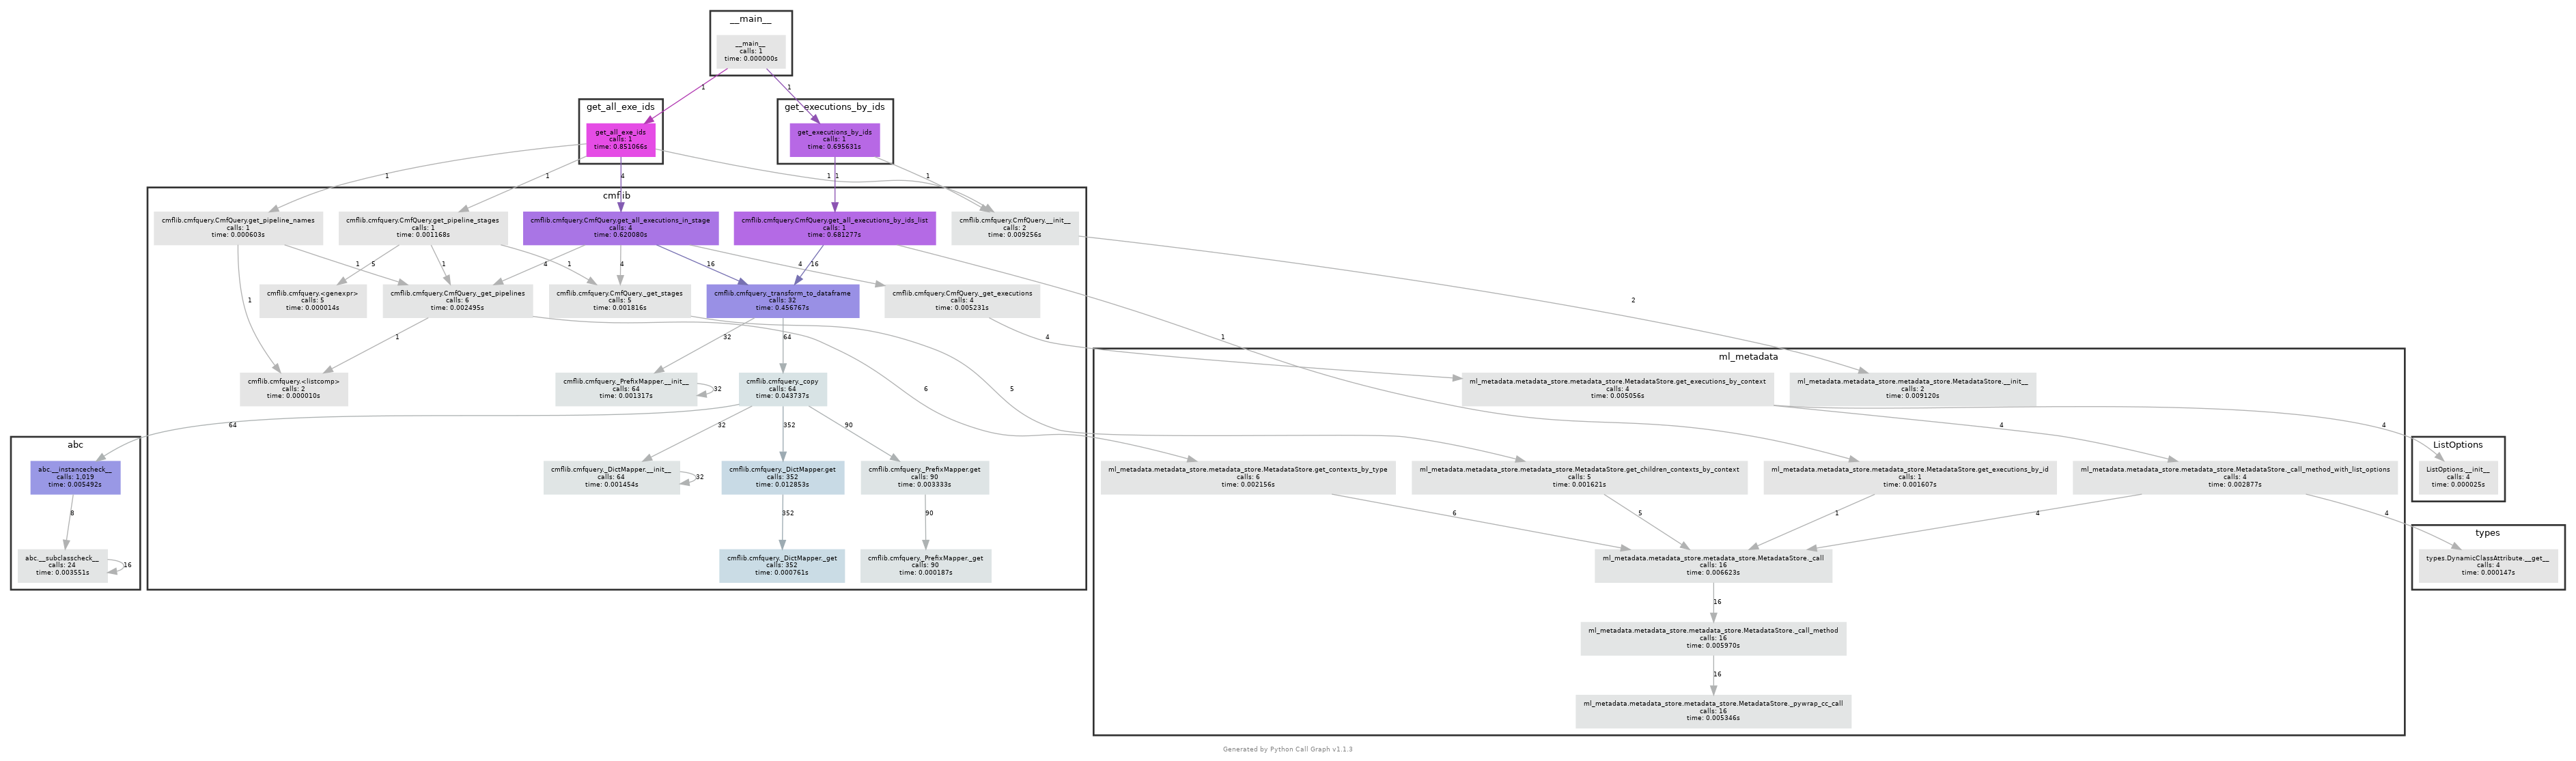 __main__
__main__
calls: 1
time: 0.000000s
1
1
get_all_exe_ids
get_all_exe_ids
calls: 1
time: 0.851066s
get_executions_by_ids
get_executions_by_ids
calls: 1
time: 0.695631s
1
1
4
1
1
1
cmflib
cmflib.cmfquery.CmfQuery.get_pipeline_names
calls: 1
time: 0.000603s
cmflib.cmfquery.CmfQuery.get_pipeline_stages
calls: 1
time: 0.001168s
cmflib.cmfquery.CmfQuery.get_all_executions_in_stage
calls: 4
time: 0.620080s
cmflib.cmfquery.CmfQuery.get_all_executions_by_ids_list
calls: 1
time: 0.681277s
cmflib.cmfquery.CmfQuery.__init__
calls: 2
time: 0.009256s
1
5
1
1
4
4
16
4
16
1
2
1
cmflib.cmfquery.<genexpr>
calls: 5
time: 0.000014s
cmflib.cmfquery.CmfQuery._get_pipelines
calls: 6
time: 0.002495s
cmflib.cmfquery.CmfQuery._get_stages
calls: 5
time: 0.001816s
cmflib.cmfquery._transform_to_dataframe
calls: 32
time: 0.456767s
cmflib.cmfquery.CmfQuery._get_executions
calls: 4
time: 0.005231s
1
32
64
4
6
5
cmflib.cmfquery.<listcomp>
calls: 2
time: 0.000010s
cmflib.cmfquery._PrefixMapper.__init__
calls: 64
time: 0.001317s
32
cmflib.cmfquery._copy
calls: 64
time: 0.043737s
ml_metadata
ml_metadata.metadata_store.metadata_store.MetadataStore.get_executions_by_context
calls: 4
time: 0.005056s
ml_metadata.metadata_store.metadata_store.MetadataStore.__init__
calls: 2
time: 0.009120s
64
32
352
90
4
4
abc
abc.__instancecheck__
calls: 1,019
time: 0.005492s
cmflib.cmfquery._DictMapper.__init__
calls: 64
time: 0.001454s
32
cmflib.cmfquery._DictMapper.get
calls: 352
time: 0.012853s
cmflib.cmfquery._PrefixMapper.get
calls: 90
time: 0.003333s
ml_metadata.metadata_store.metadata_store.MetadataStore.get_contexts_by_type
calls: 6
time: 0.002156s
ml_metadata.metadata_store.metadata_store.MetadataStore.get_children_contexts_by_context
calls: 5
time: 0.001621s
ml_metadata.metadata_store.metadata_store.MetadataStore.get_executions_by_id
calls: 1
time: 0.001607s
ml_metadata.metadata_store.metadata_store.MetadataStore._call_method_with_list_options
calls: 4
time: 0.002877s
ListOptions
ListOptions.__init__
calls: 4
time: 0.000025s
8
352
90
6
5
1
4
4
abc.__subclasscheck__
calls: 24
time: 0.003551s
16
cmflib.cmfquery._DictMapper._get
calls: 352
time: 0.000761s
cmflib.cmfquery._PrefixMapper._get
calls: 90
time: 0.000187s
ml_metadata.metadata_store.metadata_store.MetadataStore._call
calls: 16
time: 0.006623s
types
types.DynamicClassAttribute.__get__
calls: 4
time: 0.000147s
16
ml_metadata.metadata_store.metadata_store.MetadataStore._call_method
calls: 16
time: 0.005970s
16
ml_metadata.metadata_store.metadata_store.MetadataStore._pywrap_cc_call
calls: 16
time: 0.005346s
Generated by Python Call Graph v1.1.3